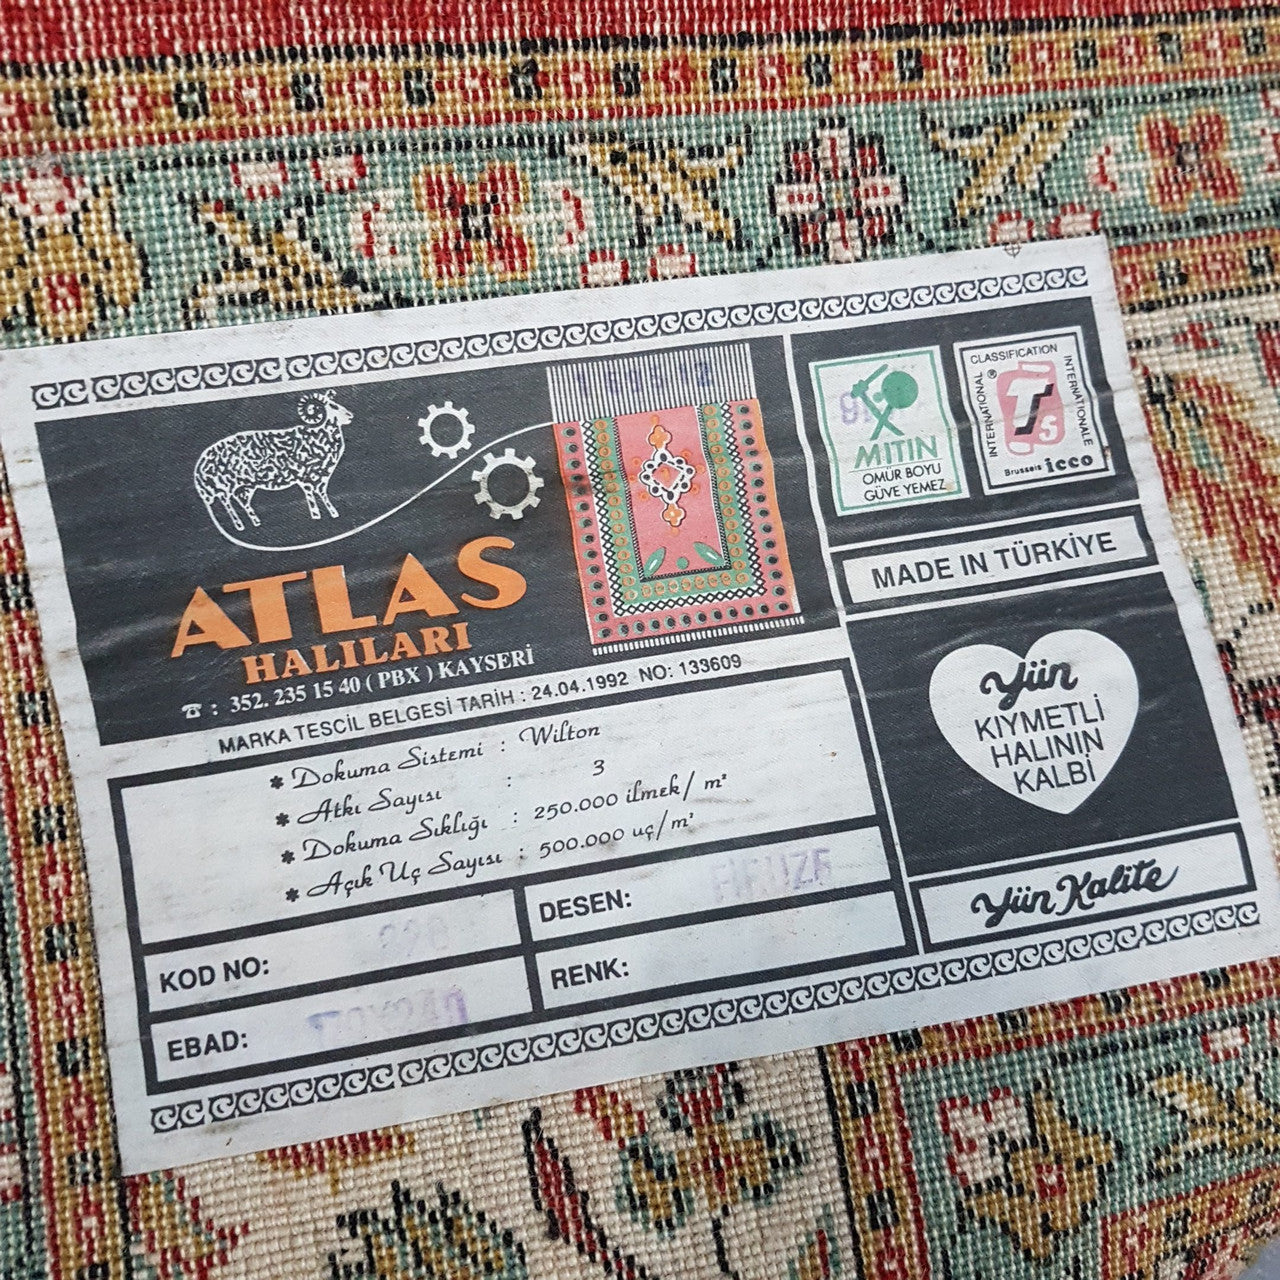 ATLAS
HALILARI
☎ : 352. 235 15 40 ( PBX ) KAYSERİ
MARKA TESCİL BELGESİ TARİH : 24.04.1992 NO: 133609
✱ Dokuma Sistemi : Wilton
✱ Atkı Sayısı : 3
✱ Dokuma Sıklığı : 250.000 ilmek/ m²
✱ Açık Uç Sayısı : 500.000 uç/m²
KOD NO:
DESEN: FIRUZE
EBAD:
RENK:
MITIN
ÖMÜR BOYU
GÜVE YEMEZ
CLASSIFICATION
INTERNATIONAL ®
INTERNATIONALE
T
5
Brussels icco
MADE IN TÜRKİYE
Yün
KIYMETLİ
HALININ
KALBİ
Yün Kalite